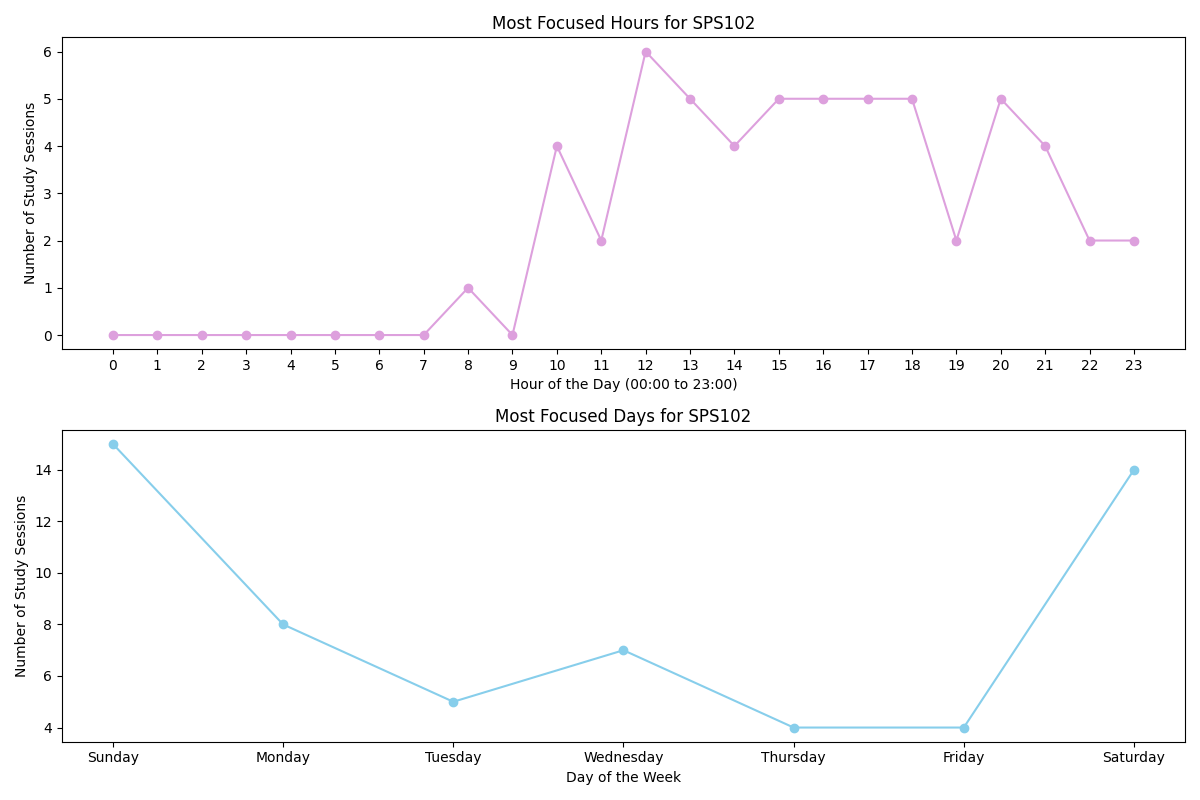 Most Focused Hours for SPS102
Number of Study Sessions
6
5
4
3
2
1
0
0 1 2 3 4 5 6 7 8 9 10 11 12 13 14 15 16 17 18 19 20 21 22 23
Hour of the Day (00:00 to 23:00)
Most Focused Days for SPS102
Number of Study Sessions
14
12
10
8
6
4
Sunday Monday Tuesday Wednesday Thursday Friday Saturday
Day of the Week